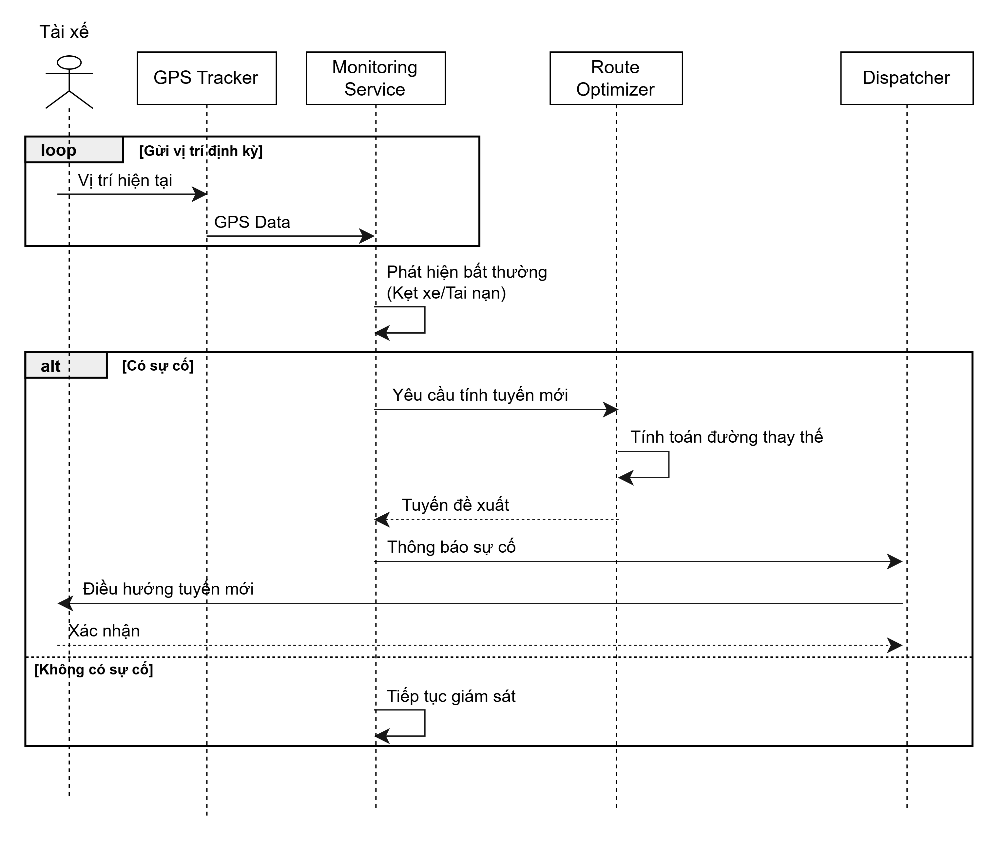 Tài xế
GPS Tracker
Monitoring
Service
Route
Optimizer
Dispatcher
loop
[Gửi vị trí định kỳ]
Vị trí hiện tại
GPS Data
Phát hiện bất thường
(Kẹt xe/Tai nạn)
alt
[Có sự cố]
Yêu cầu tính tuyến mới
Tính toán đường thay thế
Tuyến đề xuất
Thông báo sự cố
Điều hướng tuyến mới
Xác nhận
[Không có sự cố]
Tiếp tục giám sát